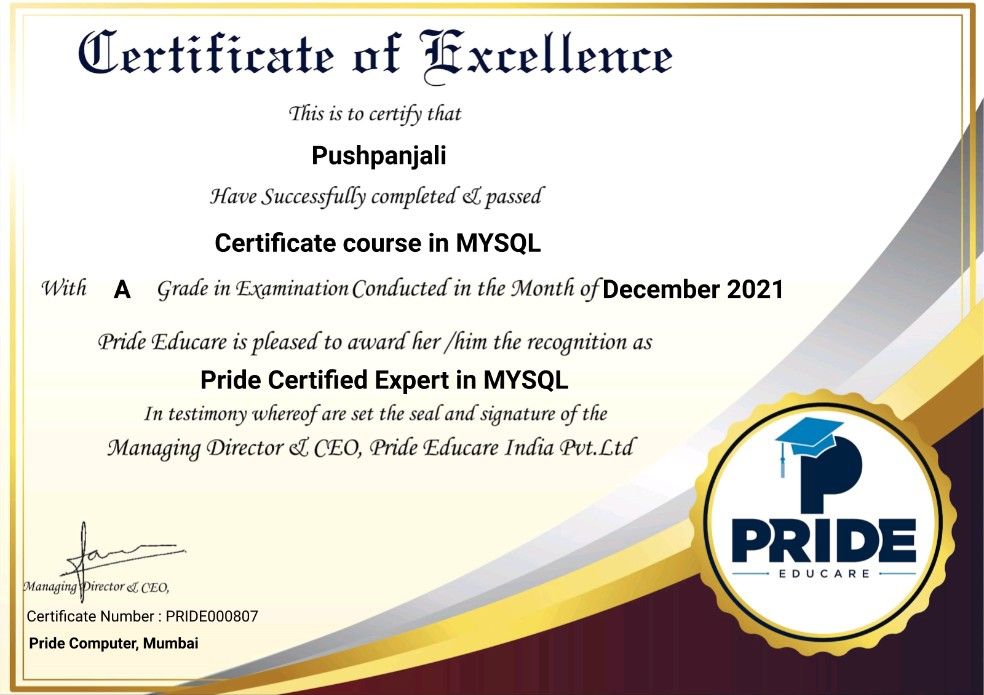 Certificate of Excellence
This is to certify that
Pushpanjali
Have Successfully completed & passed
Certificate course in MYSQL
With A Grade in Examination Conducted in the Month of December 2021
Pride Educare is pleased to award her /him the recognition as
Pride Certified Expert in MYSQL
In testimony whereof are set the seal and signature of the
Managing Director & CEO, Pride Educare India Pvt.Ltd
Managing Director & CEO,
Certificate Number : PRIDE000807
Pride Computer, Mumbai
P
PRIDE
EDUCARE